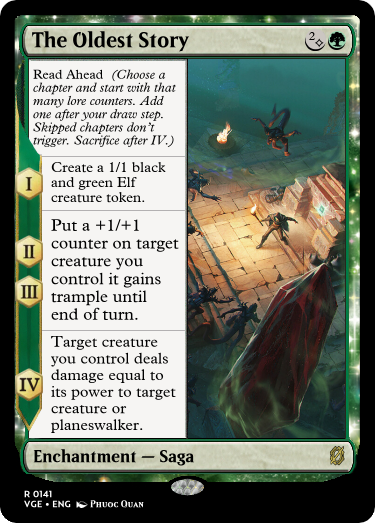 The Oldest Story
2
Read Ahead (Choose a
chapter and start with that
many lore counters. Add
one after your draw step.
Skipped chapters don't
trigger. Sacrifice after IV.)
I
Create a 1/1 black
and green Elf
creature token.
II
III
Put a +1/+1
counter on target
creature you
control it gains
trample until
end of turn.
IV
Target creature
you control deals
damage equal to
its power to target
creature or
planeswalker.
Enchantment — Saga
R 0141
VGE • ENG Phuoc Quan